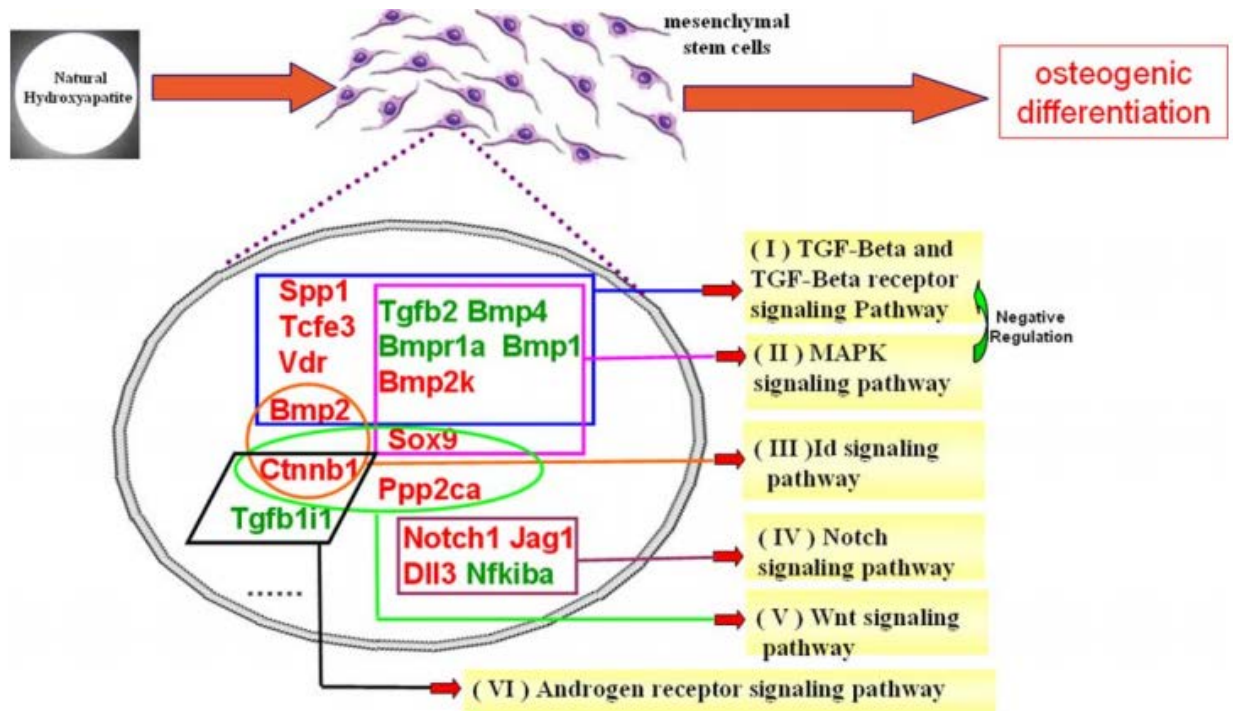 mesenchymal
stem cells
Natural
Hydroxyapatite
osteogenic
differentiation
Spp1
Tcfe3
Vdr
Bmp2
Tgfb2 Bmp4
Bmpr1a Bmp1
Bmp2k
Sox9
Ctnnb1
Ppp2ca
Tgfb1i1
Notch1 Jag1
Dll3 Nfkiba
......
( I ) TGF-Beta and
TGF-Beta receptor
signaling Pathway
Negative
Regulation
( II ) MAPK
signaling pathway
( III )Id signaling
pathway
( IV ) Notch
signaling pathway
( V ) Wnt signaling
pathway
( VI ) Androgen receptor signaling pathway